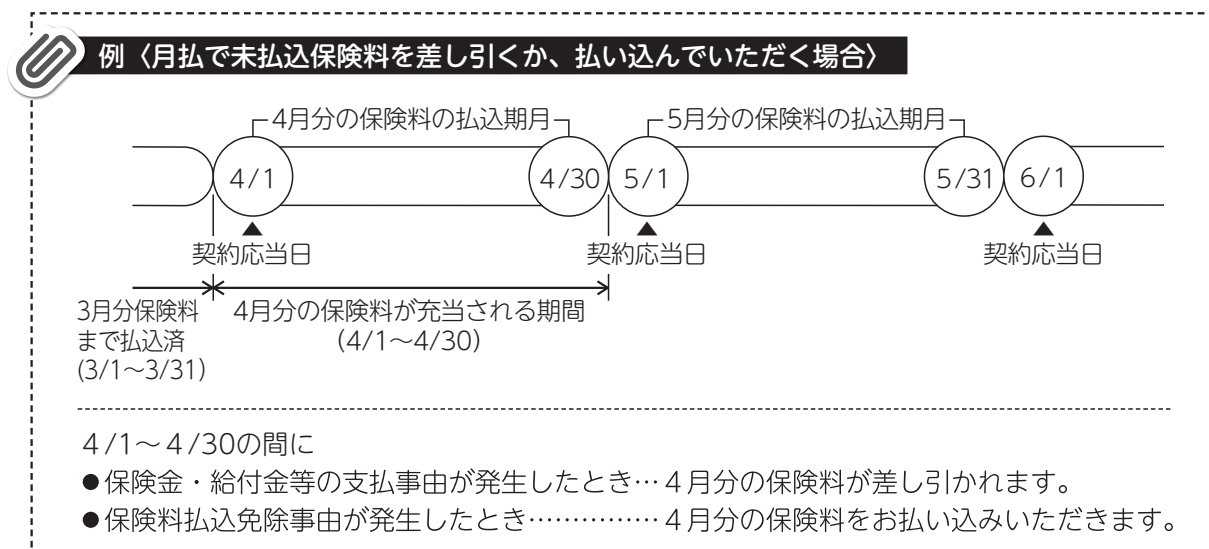 例〈月払で未払込保険料を差し引くか、払い込んでいただく場合〉
4月分の保険料の払込期月
5月分の保険料の払込期月
4/1
4/30
5/1
5/31
6/1
契約応当日
契約応当日
契約応当日
3月分保険料
まで払込済
(3/1〜3/31)
4月分の保険料が充当される期間
(4/1〜4/30)
4/1〜4/30の間に
●保険金・給付金等の支払事由が発生したとき…4月分の保険料が差し引かれます。
●保険料払込免除事由が発生したとき……………4月分の保険料をお払い込みいただきます。